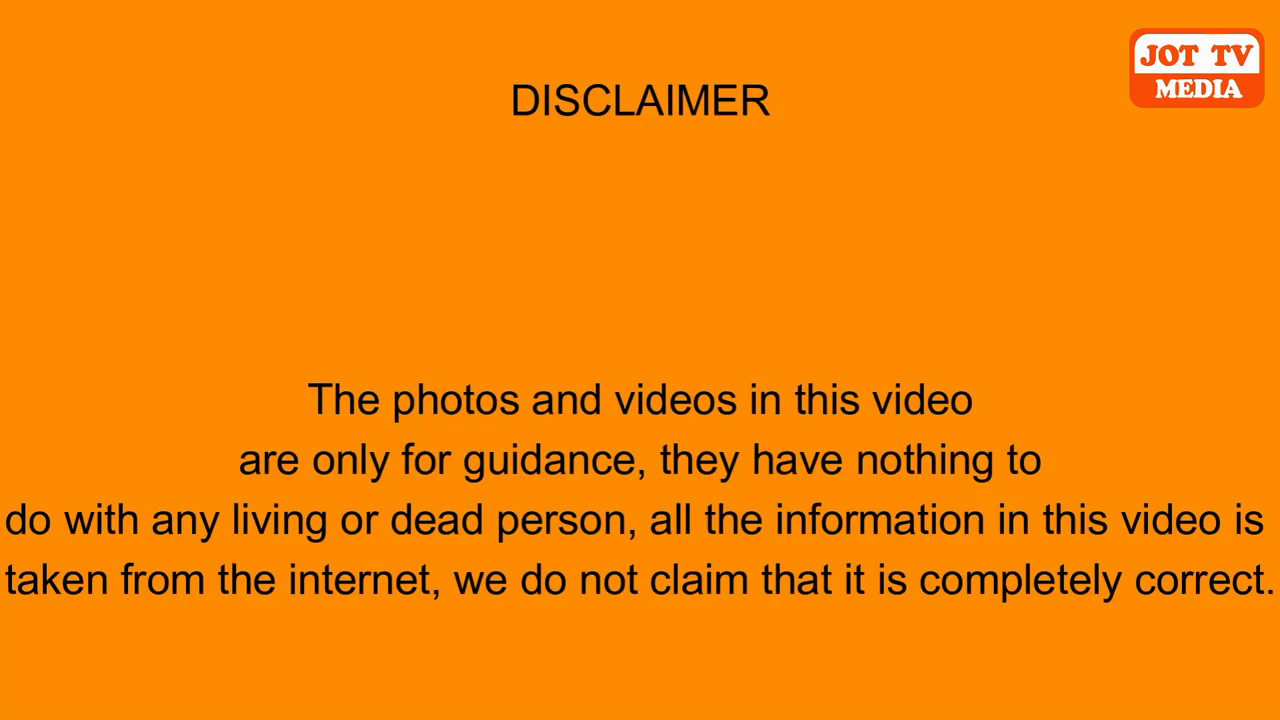 JOT TV
MEDIA
DISCLAIMER
The photos and videos in this video
are only for guidance, they have nothing to
do with any living or dead person, all the information in this video is
taken from the internet, we do not claim that it is completely correct.